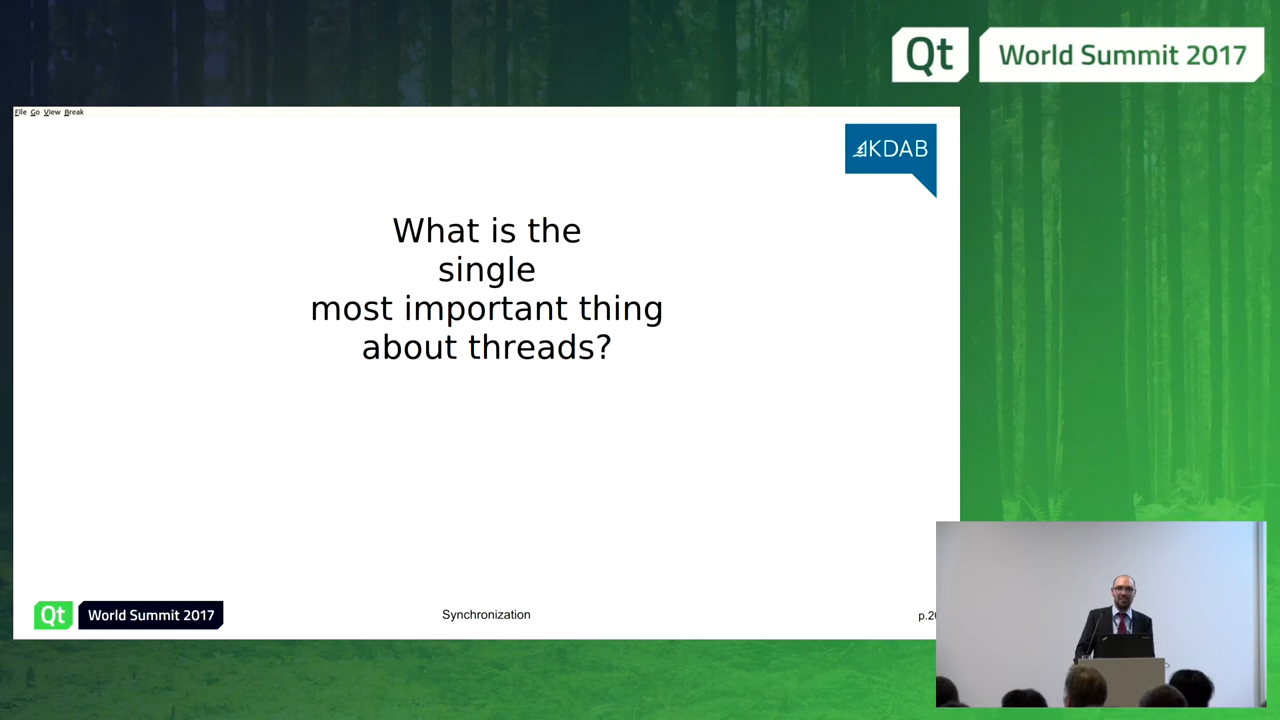 Qt World Summit 2017
File Go View Break
KDAB
What is the
single
most important thing
about threads?
Qt World Summit 2017
Synchronization